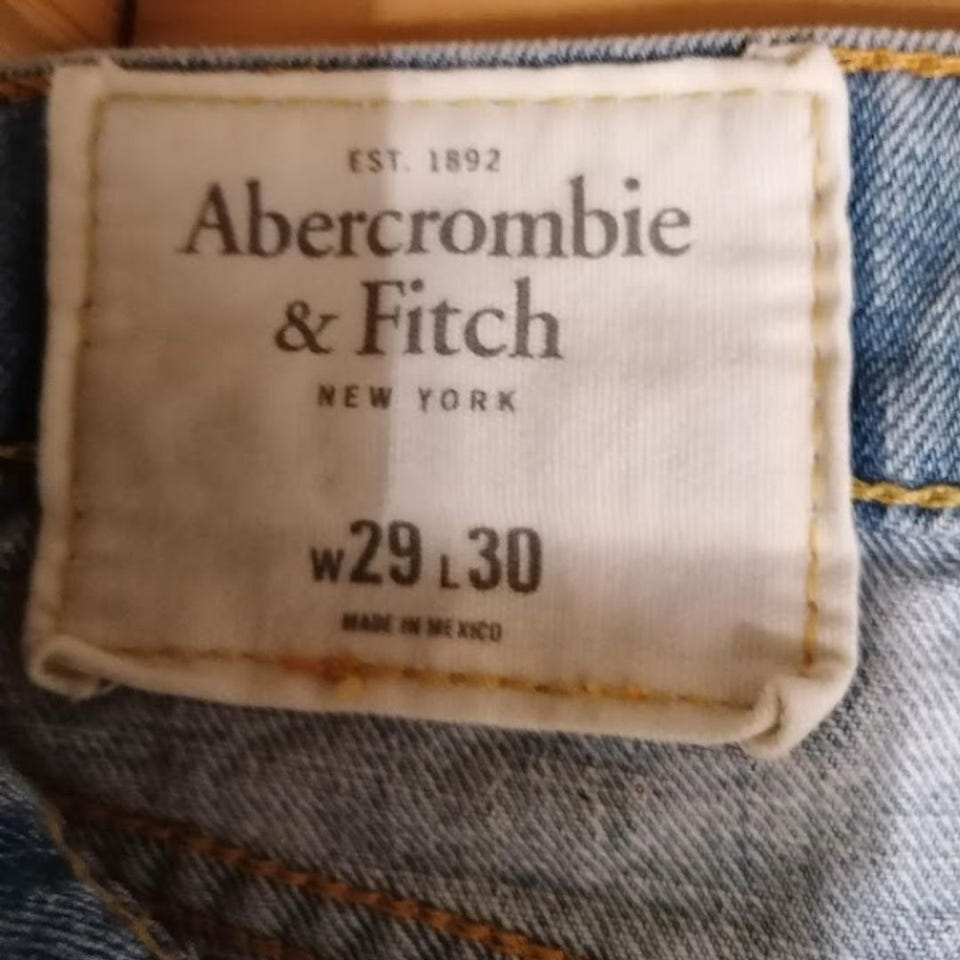 EST. 1892
Abercrombie
& Fitch
NEW YORK
W29 L30
MADE IN MEXICO